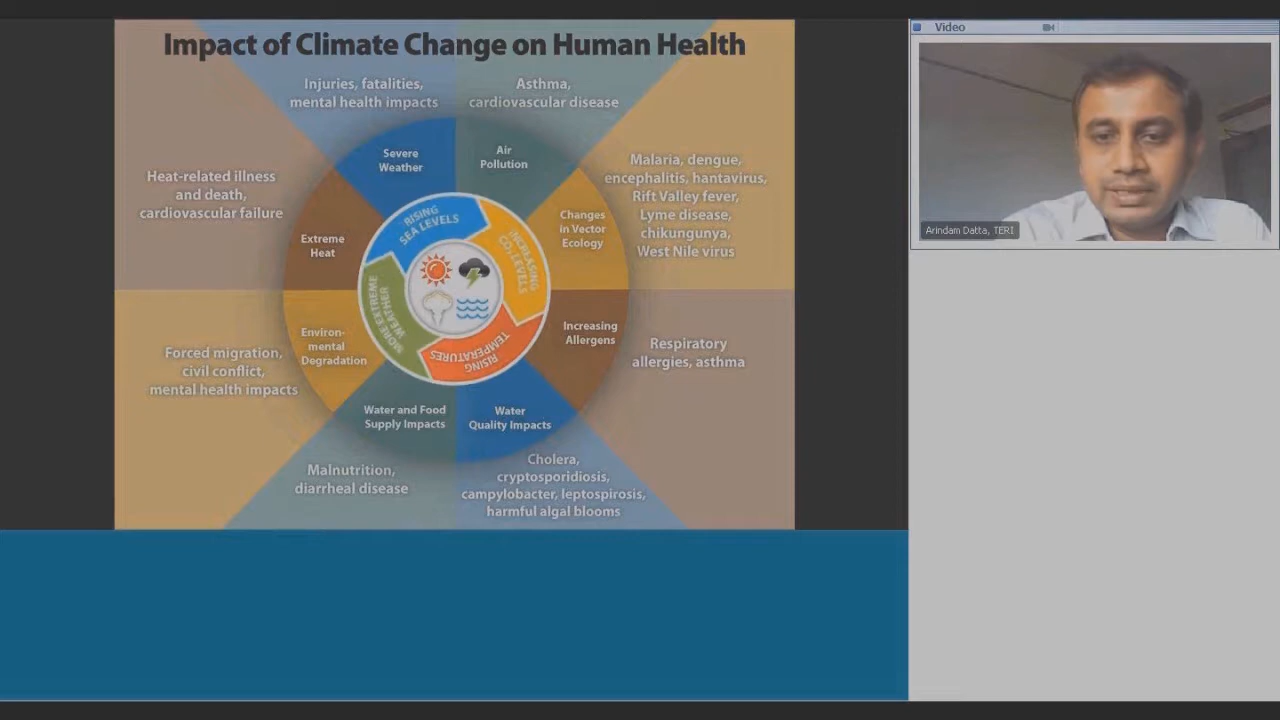 Impact of Climate Change on Human Health
Injuries, fatalities,
mental health impacts
Asthma,
cardiovascular disease
Severe
Weather
Air
Pollution
Heat-related illness
and death,
cardiovascular failure
Malaria, dengue,
encephalitis, hantavirus,
Rift Valley fever,
Lyme disease,
chikungunya,
West Nile virus
Extreme
Heat
Changes
in Vector
Ecology
RISING
SEA LEVELS
INCREASING
CO₂ LEVELS
MORE EXTREME
WEATHER
RISING
TEMPERATURES
Environ-
mental
Degradation
Increasing
Allergens
Forced migration,
civil conflict,
mental health impacts
Respiratory
allergies, asthma
Water and Food
Supply Impacts
Water
Quality Impacts
Malnutrition,
diarrheal disease
Cholera,
cryptosporidiosis,
campylobacter, leptospirosis,
harmful algal blooms
Video
Arindam Datta, TERI